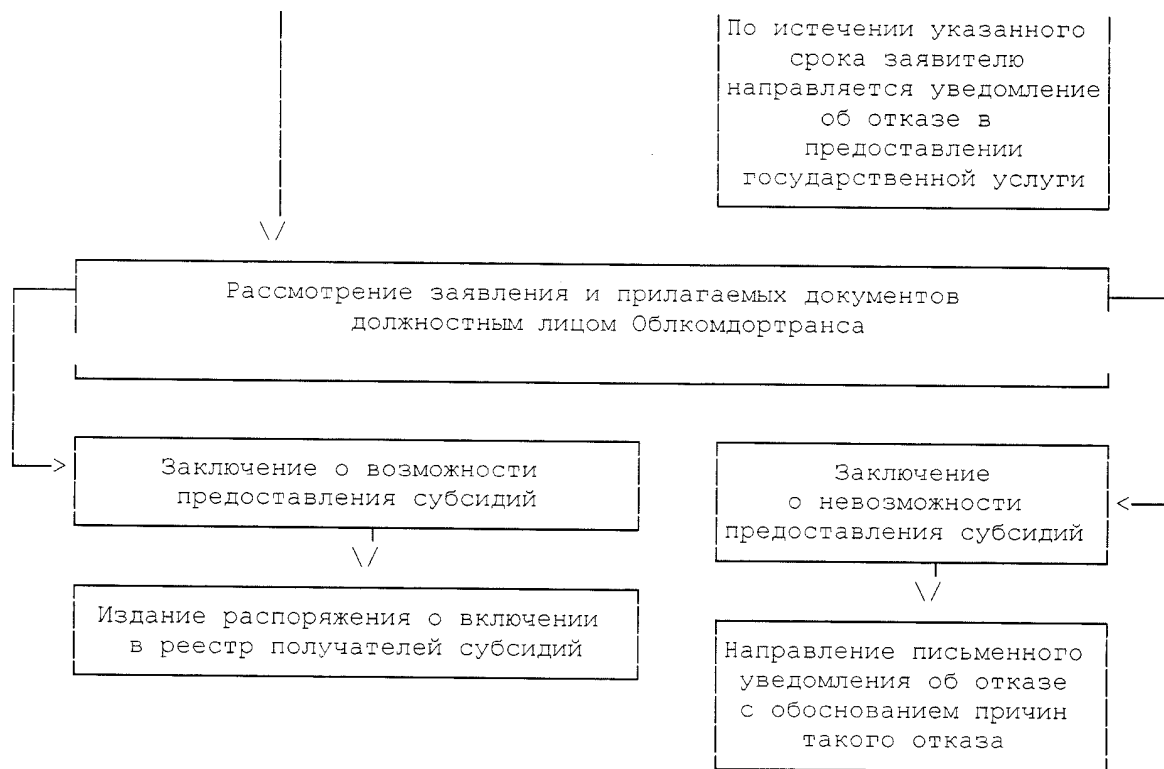 По истечении указанного
срока заявителю
направляется уведомление
об отказе в
предоставлении
государственной услуги
Рассмотрение заявления и прилагаемых документов
должностным лицом Облкомдортранса
Заключение о возможности
предоставления субсидий
Заключение
о невозможности
предоставления субсидий
Издание распоряжения о включении
в реестр получателей субсидий
Направление письменного
уведомления об отказе
с обоснованием причин
такого отказа